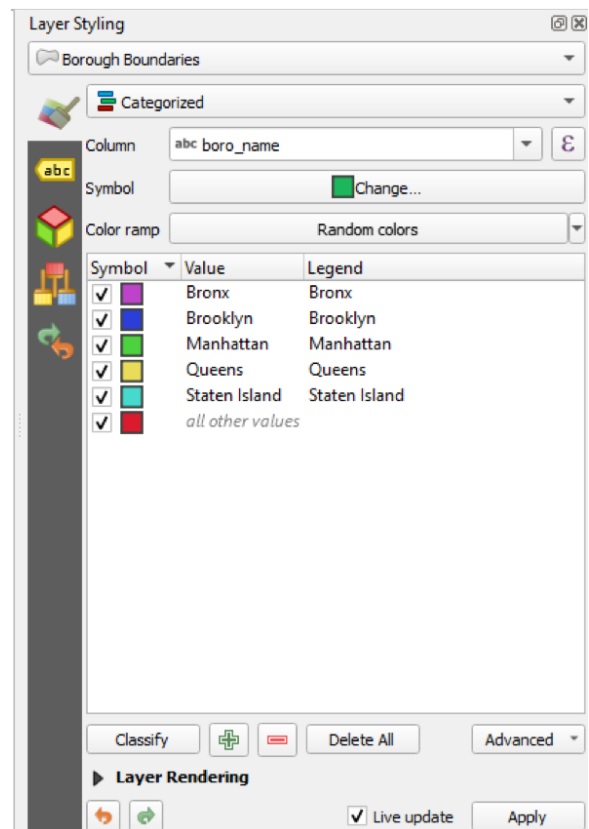 Layer Styling
Borough Boundaries
Categorized
abc
Column abc boro_name ε
Symbol Change...
Color ramp Random colors
Symbol Value Legend
Bronx Bronx
Brooklyn Brooklyn
Manhattan Manhattan
Queens Queens
Staten Island Staten Island
all other values
Classify Delete All Advanced
Layer Rendering
Live update Apply